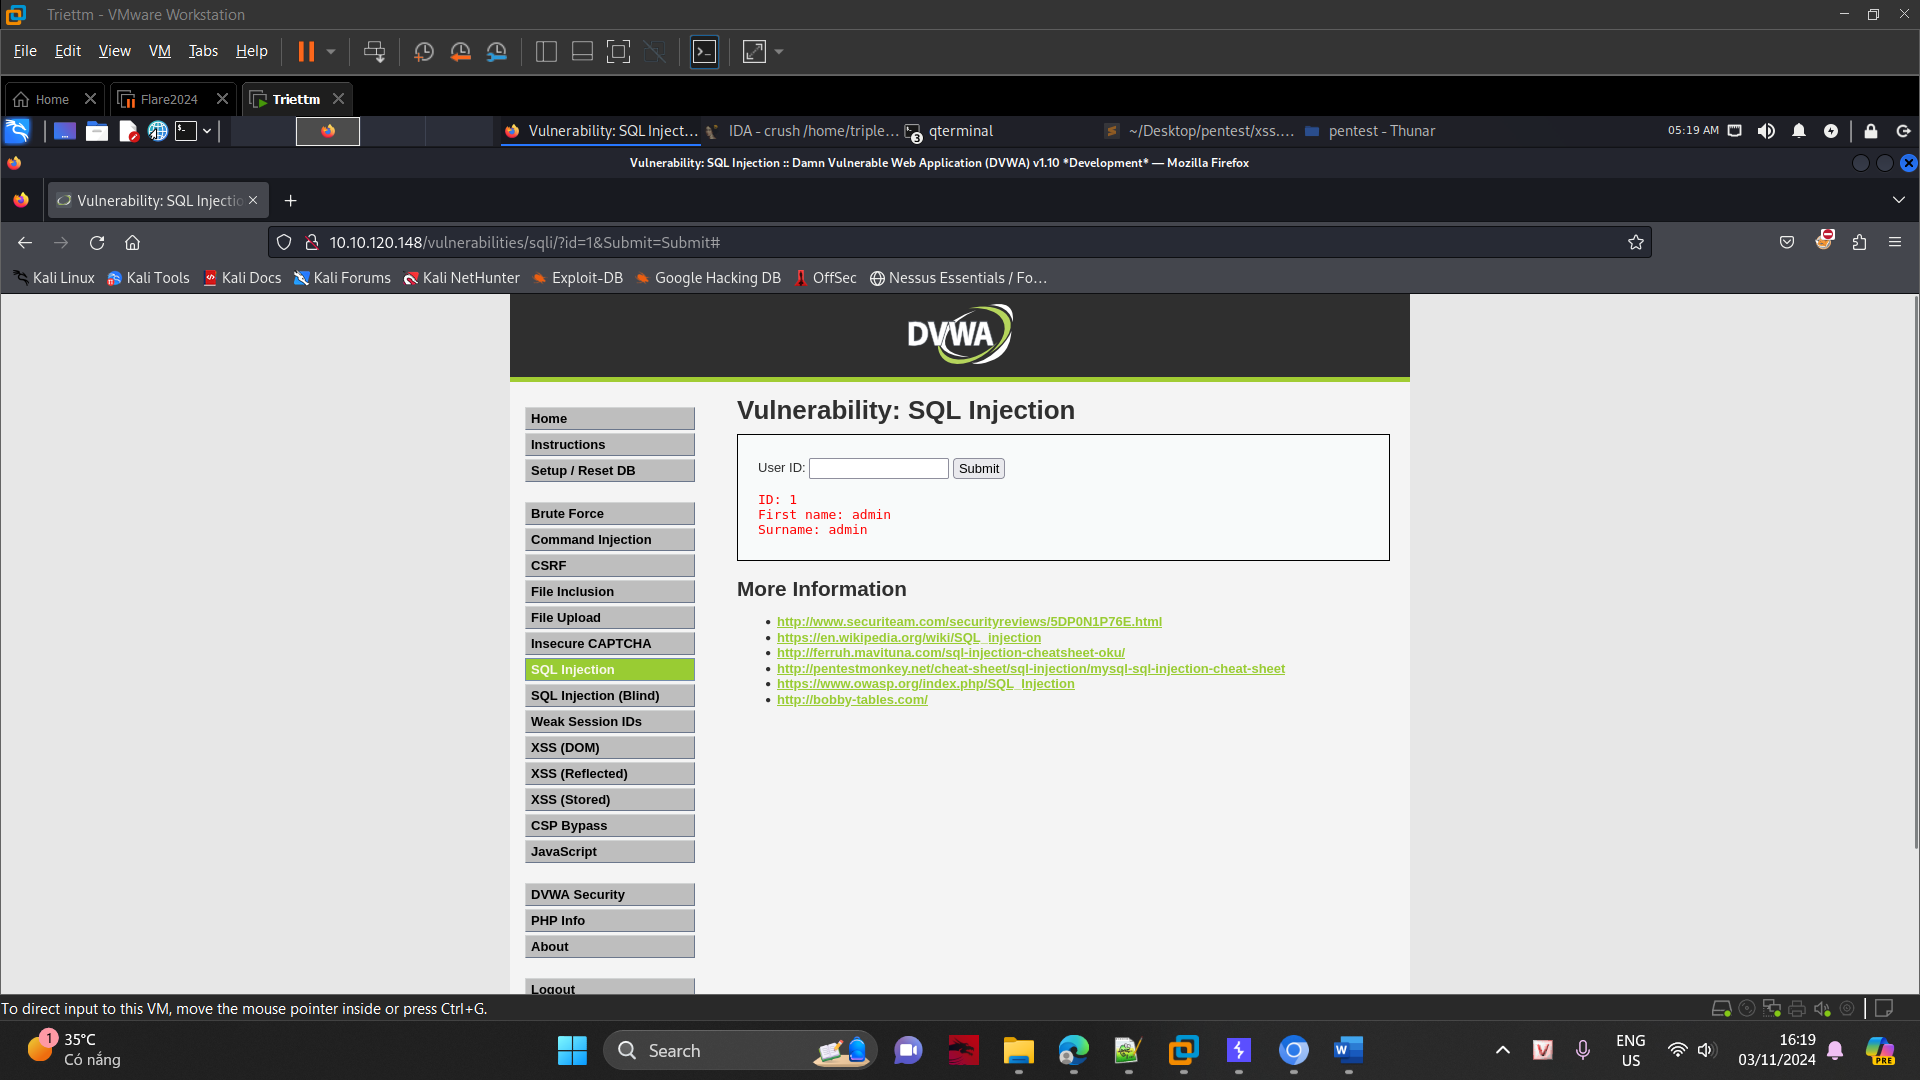 Triettm - VMware Workstation
File Edit View VM Tabs Help
Home Flare2024 Triettm
Vulnerability: SQL Inject... IDA - crush /home/triple... 3 qterminal ~/Desktop/pentest/xss.... pentest - Thunar 05:19 AM
Vulnerability: SQL Injection :: Damn Vulnerable Web Application (DVWA) v1.10 *Development* — Mozilla Firefox
Vulnerability: SQL Injectio
10.10.120.148/vulnerabilities/sqli/?id=1&Submit=Submit#
Kali Linux Kali Tools Kali Docs Kali Forums Kali NetHunter Exploit-DB Google Hacking DB OffSec Nessus Essentials / Fo...
DVWA
Home
Instructions
Setup / Reset DB
Brute Force
Command Injection
CSRF
File Inclusion
File Upload
Insecure CAPTCHA
SQL Injection
SQL Injection (Blind)
Weak Session IDs
XSS (DOM)
XSS (Reflected)
XSS (Stored)
CSP Bypass
JavaScript
DVWA Security
PHP Info
About
Logout
Vulnerability: SQL Injection
User ID: Submit
ID: 1
First name: admin
Surname: admin
More Information
http://www.securiteam.com/securityreviews/5DP0N1P76E.html
https://en.wikipedia.org/wiki/SQL_injection
http://ferruh.mavituna.com/sql-injection-cheatsheet-oku/
http://pentestmonkey.net/cheat-sheet/sql-injection/mysql-sql-injection-cheat-sheet
https://www.owasp.org/index.php/SQL_Injection
http://bobby-tables.com/
To direct input to this VM, move the mouse pointer inside or press Ctrl+G.
1 35°C
Có nắng
Search
V
ENG
US
16:19
03/11/2024
PRE